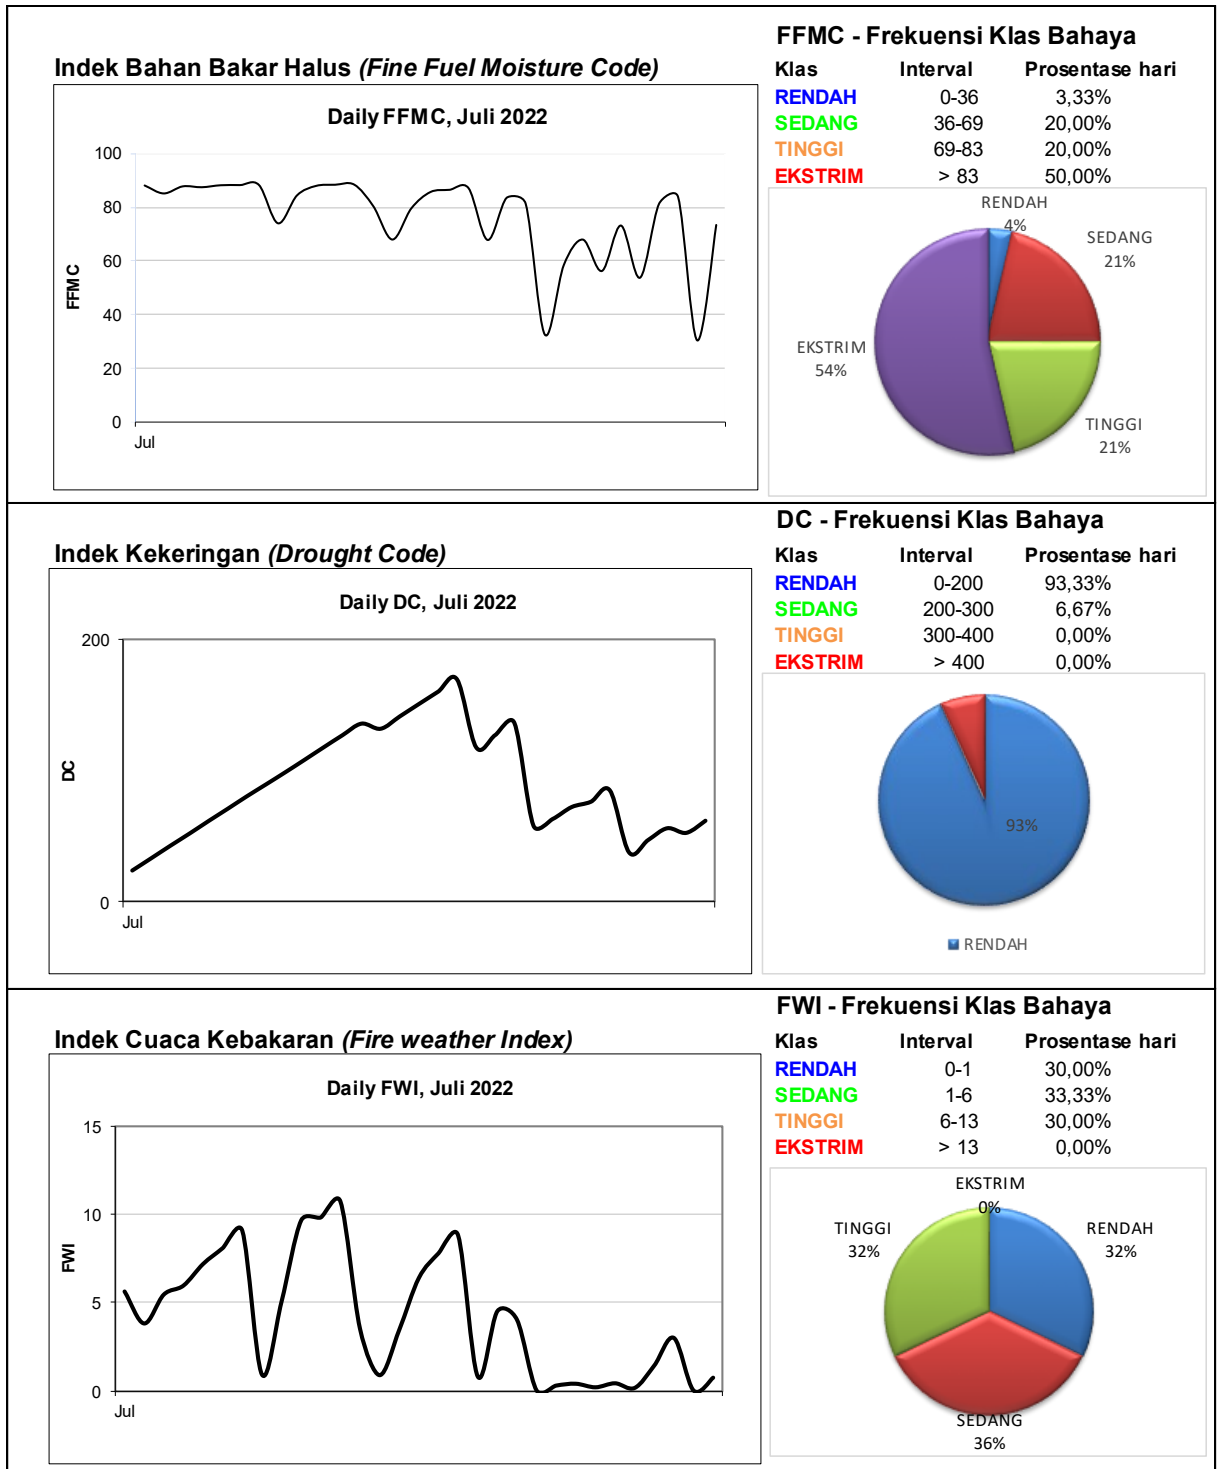 Indek Bahan Bakar Halus (Fine Fuel Moisture Code)
Daily FFMC, Juli 2022
100
80
60
40
20
0
FFMC
Jul
FFMC - Frekuensi Klas Bahaya
Klas Interval Prosentase hari
RENDAH 0-36 3,33%
SEDANG 36-69 20,00%
TINGGI 69-83 20,00%
EKSTRIM > 83 50,00%
RENDAH
4%
SEDANG
21%
EKSTRIM
54%
TINGGI
21%
Indek Kekeringan (Drought Code)
Daily DC, Juli 2022
200
DC
0
Jul
DC - Frekuensi Klas Bahaya
Klas Interval Prosentase hari
RENDAH 0-200 93,33%
SEDANG 200-300 6,67%
TINGGI 300-400 0,00%
EKSTRIM > 400 0,00%
93%
RENDAH
Indek Cuaca Kebakaran (Fire weather Index)
Daily FWI, Juli 2022
15
10
5
0
FWI
Jul
FWI - Frekuensi Klas Bahaya
Klas Interval Prosentase hari
RENDAH 0-1 30,00%
SEDANG 1-6 33,33%
TINGGI 6-13 30,00%
EKSTRIM > 13 0,00%
EKSTRIM
0%
TINGGI
32%
RENDAH
32%
SEDANG
36%